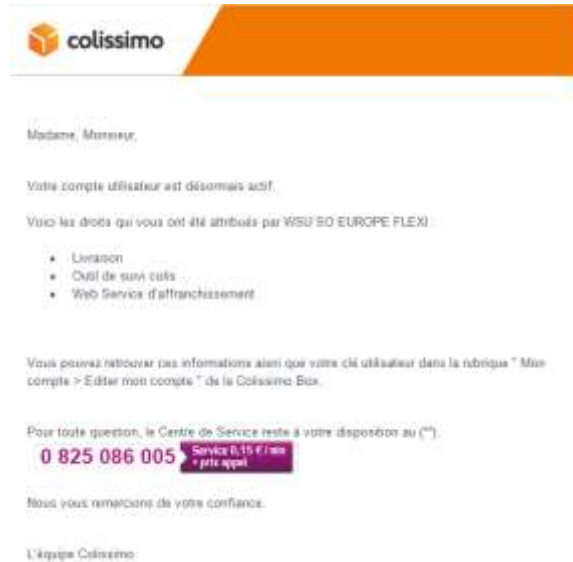 colissimo
Madame, Monsieur,
Votre compte utilisateur est désormais actif.
Voici les droits qui vous ont été attribués par WSU SO EUROPE FLEXI :
• Livraison
• Outil de suivi colis
• Web Service d'affranchissement
Vous pouvez retrouver ces informations ainsi que votre clé utilisateur dans la rubrique " Mon
compte > Editer mon compte " de la Colissimo Box.
Pour toute question, le Centre de Service reste à votre disposition au (**).
0 825 086 005 Service 0,15 € / min
+ prix appel
Nous vous remercions de votre confiance.
L'équipe Colissimo